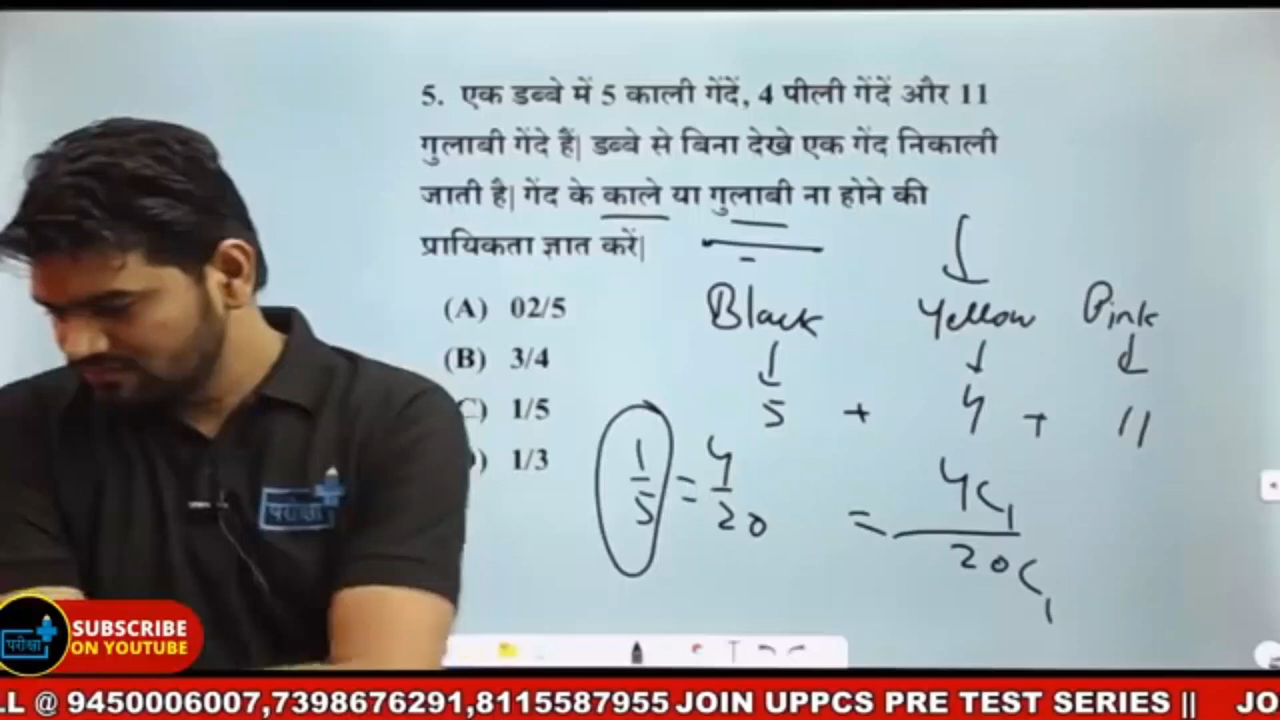 5. एक डब्बे में 5 काली गेंदें, 4 पीली गेंदें और 11
गुलाबी गेंदे हैं| डब्बे से बिना देखे एक गेंद निकाली
जाती है| गेंद के काले या गुलाबी ना होने की
प्रायिकता ज्ञात करें|
(A) 02/5
(B) 3/4
C) 1/5
) 1/3
Black Yellow Pink
5 + 4 + 11
1/5 = 4/20 = 4C1/20C1
परीक्षा
परीक्षा
SUBSCRIBE
ON YOUTUBE
LL @ 9450006007,7398676291,8115587955 JOIN UPPCS PRE TEST SERIES || JO